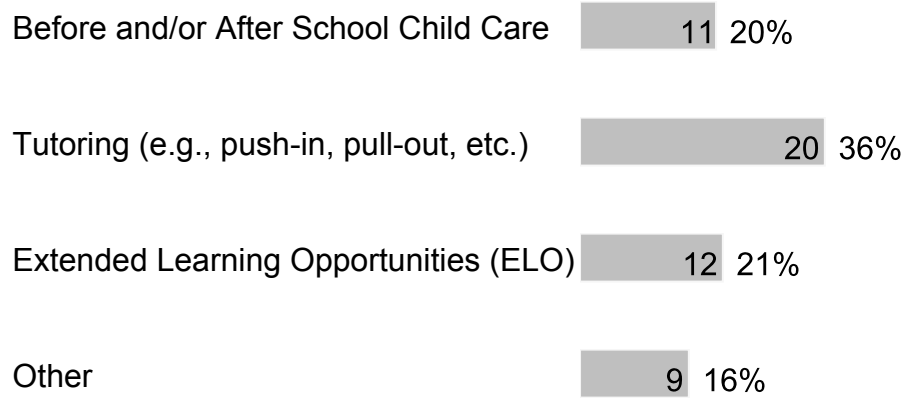 Before and/or After School Child Care 11 20%
Tutoring (e.g., push-in, pull-out, etc.) 20 36%
Extended Learning Opportunities (ELO) 12 21%
Other 9 16%